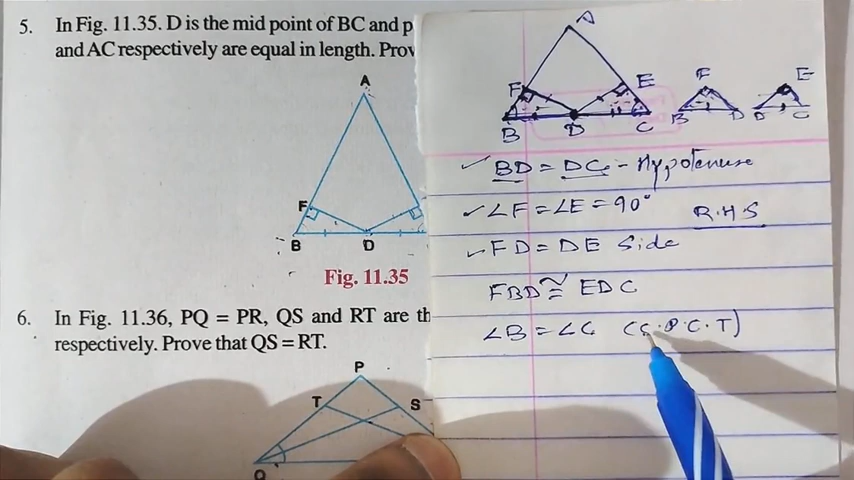 5. In Fig. 11.35. D is the mid point of BC and p
and AC respectively are equal in length. Prov
A
F
B
D
Fig. 11.35
6. In Fig. 11.36, PQ = PR, QS and RT are th
respectively. Prove that QS = RT.
P
T
S
Q
A
F
E
B
D
C
F
B
D
E
D
C
BD = DC - Hypotenuse
∠F = ∠E = 90° R.H.S
FD = DE Side
FBD ≅ EDC
∠B = ∠C (C.P.C.T)